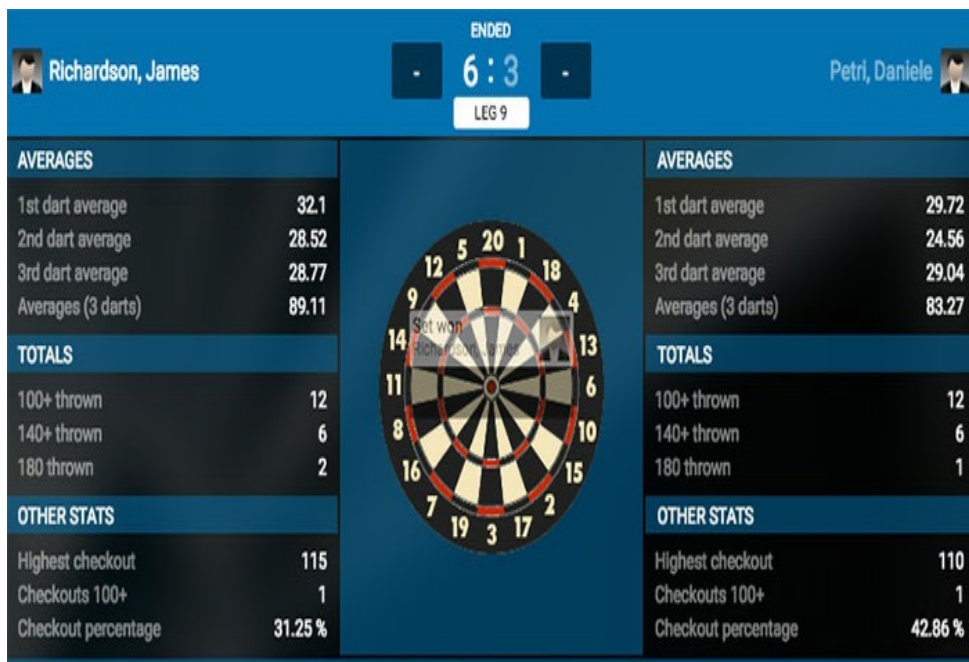 ENDED
Richardson, James
- 6 : 3 -
Petri, Daniele
LEG 9
AVERAGES
1st dart average 32.1
2nd dart average 28.52
3rd dart average 28.77
Averages (3 darts) 89.11
TOTALS
100+ thrown 12
140+ thrown 6
180 thrown 2
OTHER STATS
Highest checkout 115
Checkouts 100+ 1
Checkout percentage 31.25 %
20 1 18 4 13 6 10 15 2 17 3 19 7 16 8 11 14 9 12 5
Set won
Richardson, James
AVERAGES
1st dart average 29.72
2nd dart average 24.56
3rd dart average 29.04
Averages (3 darts) 83.27
TOTALS
100+ thrown 12
140+ thrown 6
180 thrown 1
OTHER STATS
Highest checkout 110
Checkouts 100+ 1
Checkout percentage 42.86 %